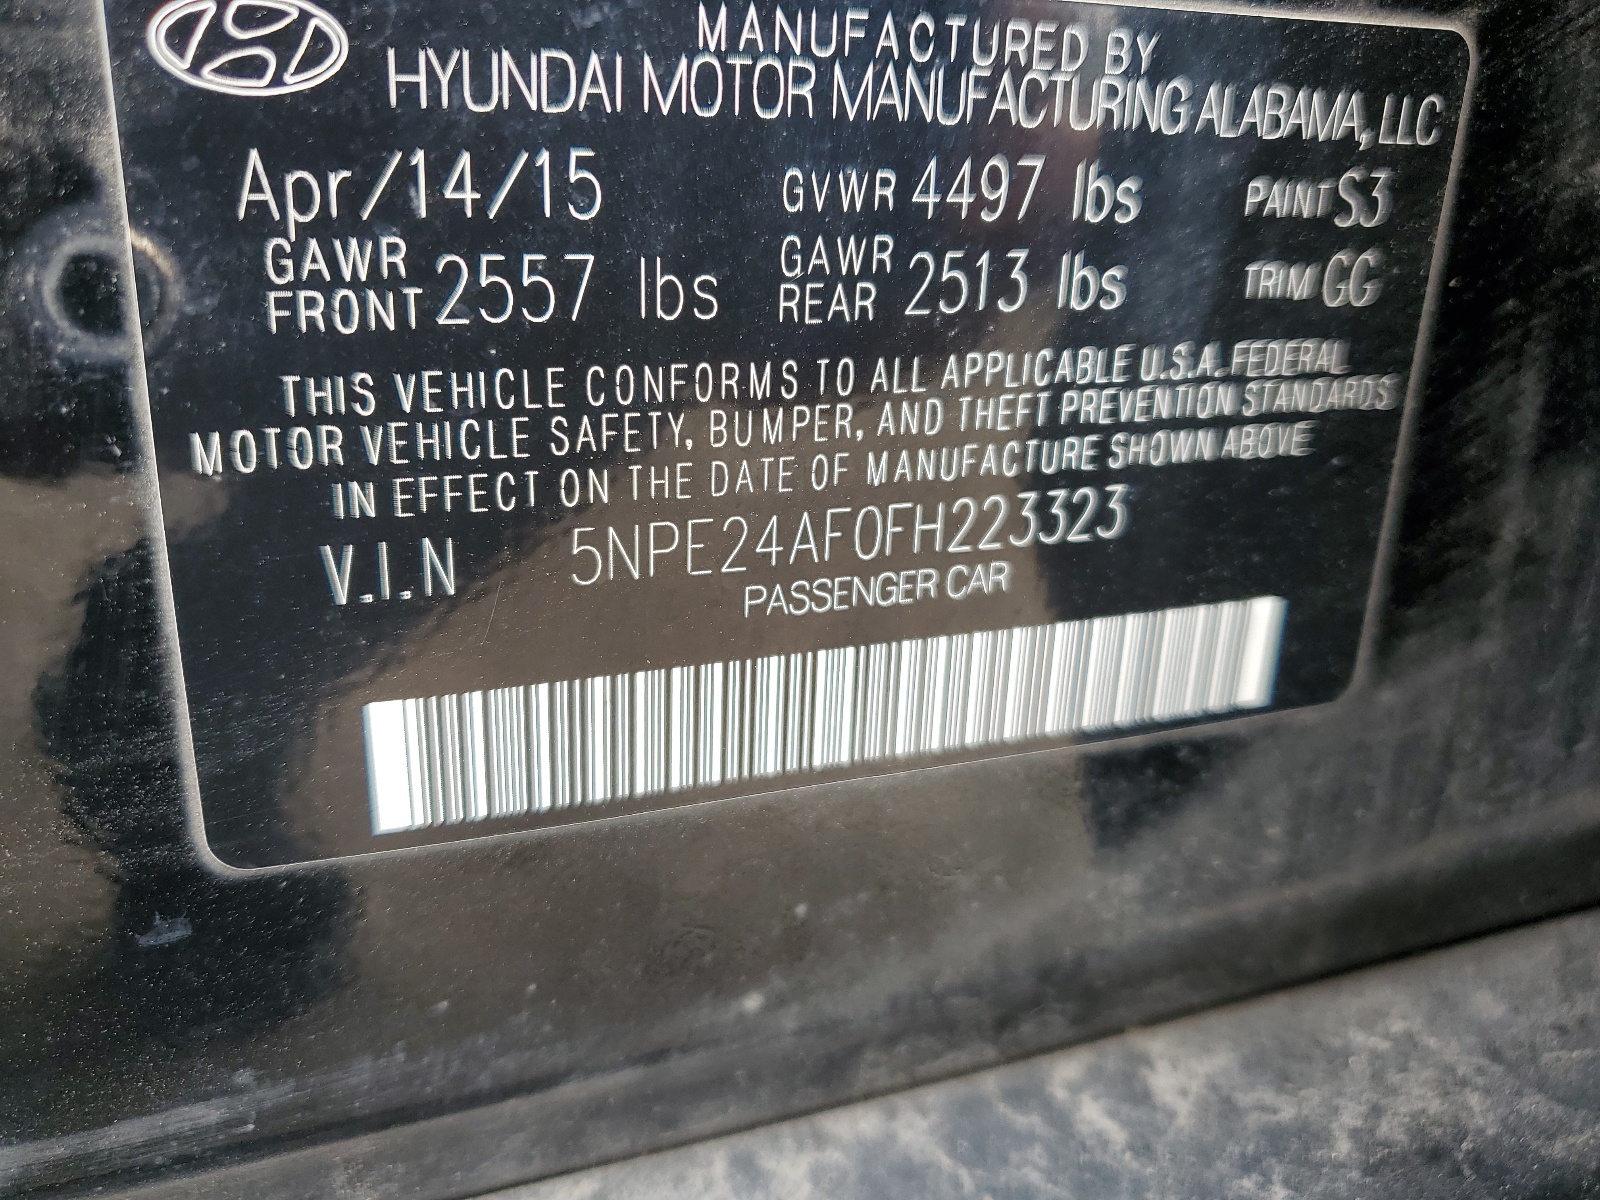 MANUFACTURED BY
HYUNDAI MOTOR MANUFACTURING ALABAMA, LLC
Apr/14/15 GVWR 4497 lbs PAINT S3
GAWR FRONT 2557 lbs GAWR REAR 2513 lbs TRIM GG
THIS VEHICLE CONFORMS TO ALL APPLICABLE U.S.A. FEDERAL
MOTOR VEHICLE SAFETY, BUMPER, AND THEFT PREVENTION STANDARDS
IN EFFECT ON THE DATE OF MANUFACTURE SHOWN ABOVE
V.I.N 5NPE24AF0FH223323
PASSENGER CAR